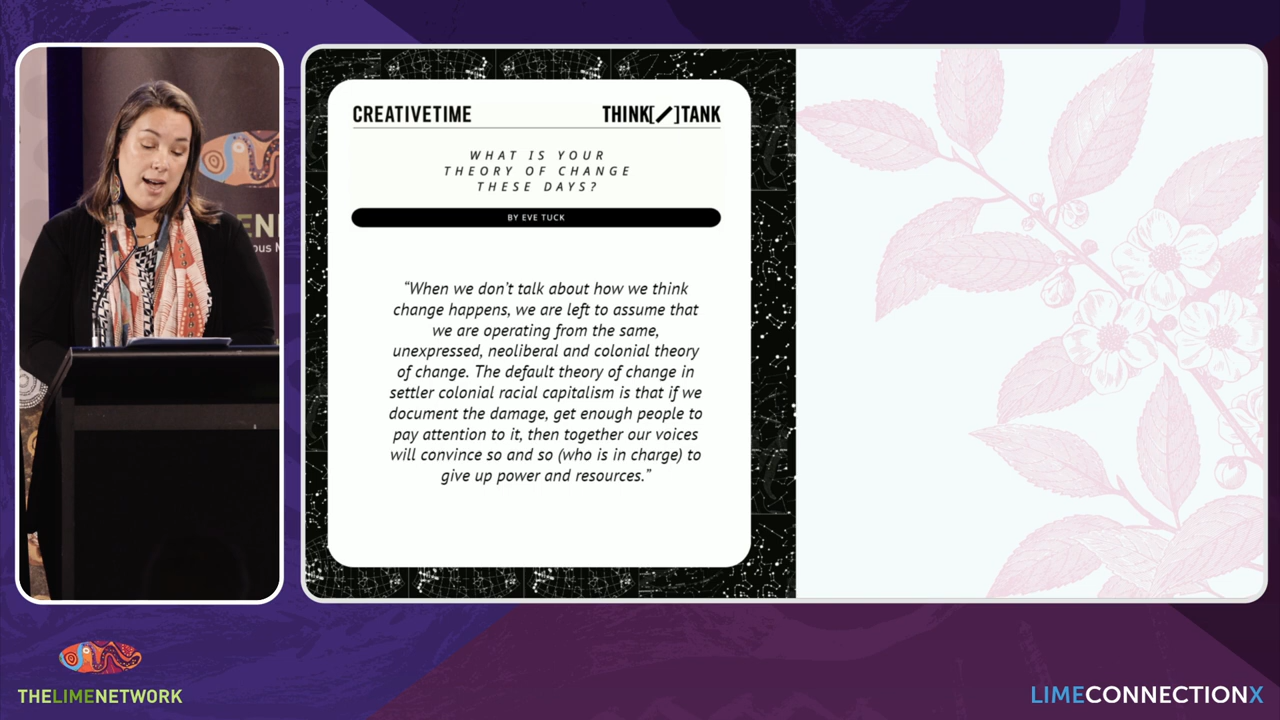 EN
ous M
CREATIVETIME
THINK[/]TANK
WHAT IS YOUR
THEORY OF CHANGE
THESE DAYS?
BY EVE TUCK
“When we don’t talk about how we think
change happens, we are left to assume that
we are operating from the same,
unexpressed, neoliberal and colonial theory
of change. The default theory of change in
settler colonial racial capitalism is that if we
document the damage, get enough people to
pay attention to it, then together our voices
will convince so and so (who is in charge) to
give up power and resources.”
THELIMENETWORK
LIMECONNECTIONX